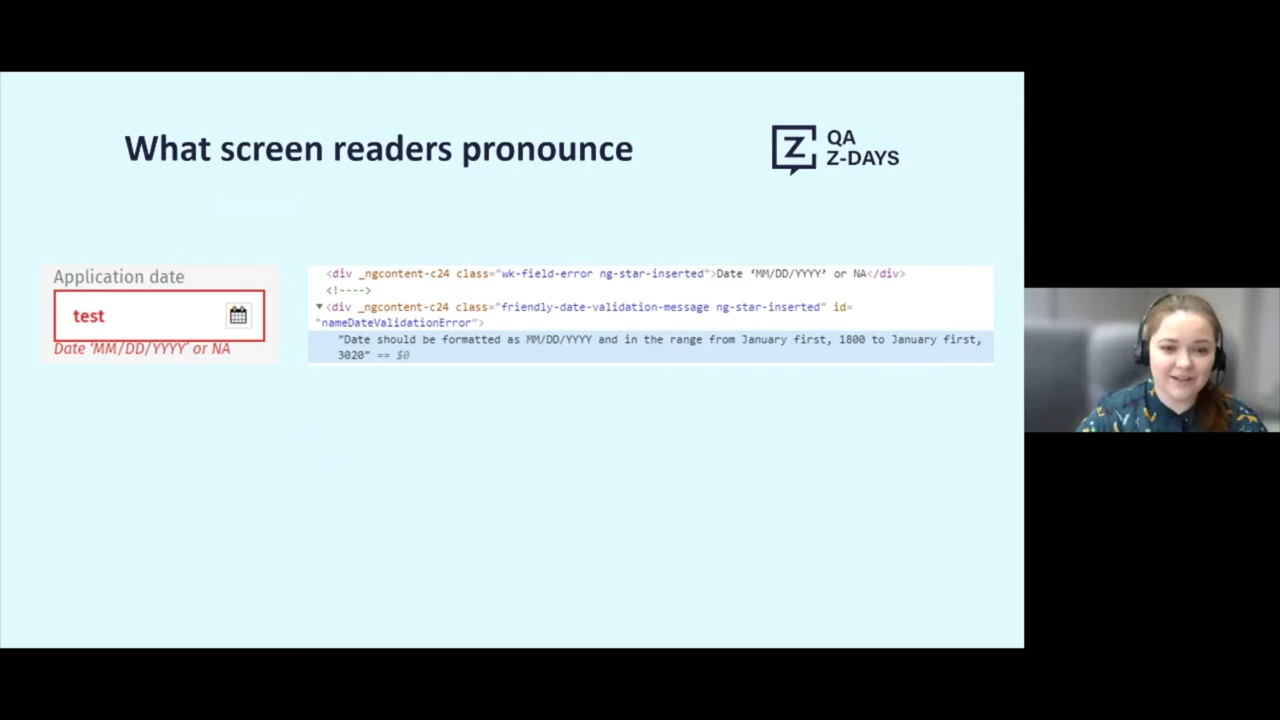 What screen readers pronounce
QA
Z-DAYS
Application date
test
Date ‘MM/DD/YYYY’ or NA
<div _ngcontent-c24 class="wk-field-error ng-star-inserted">Date ‘MM/DD/YYYY’ or NA</div>
<!---->
▼<div _ngcontent-c24 class="friendly-date-validation-message ng-star-inserted" id=
"nameDateValidationError">
"Date should be formatted as MM/DD/YYYY and in the range from January first, 1800 to January first,
3020" == $0